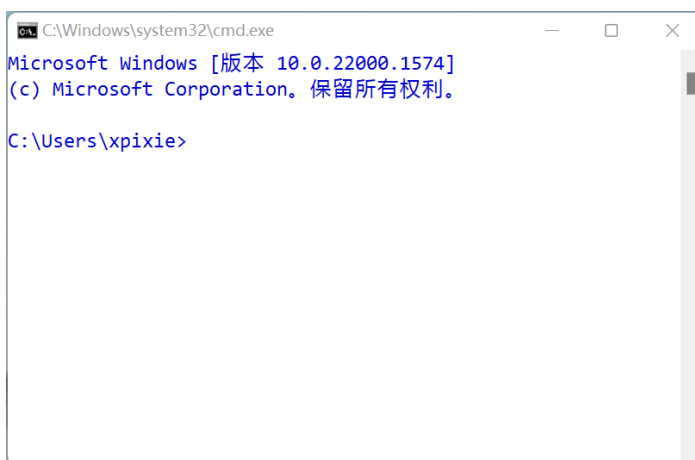 C:\Windows\system32\cmd.exe
Microsoft Windows [版本 10.0.22000.1574]
(c) Microsoft Corporation。保留所有权利。
C:\Users\xpixie>